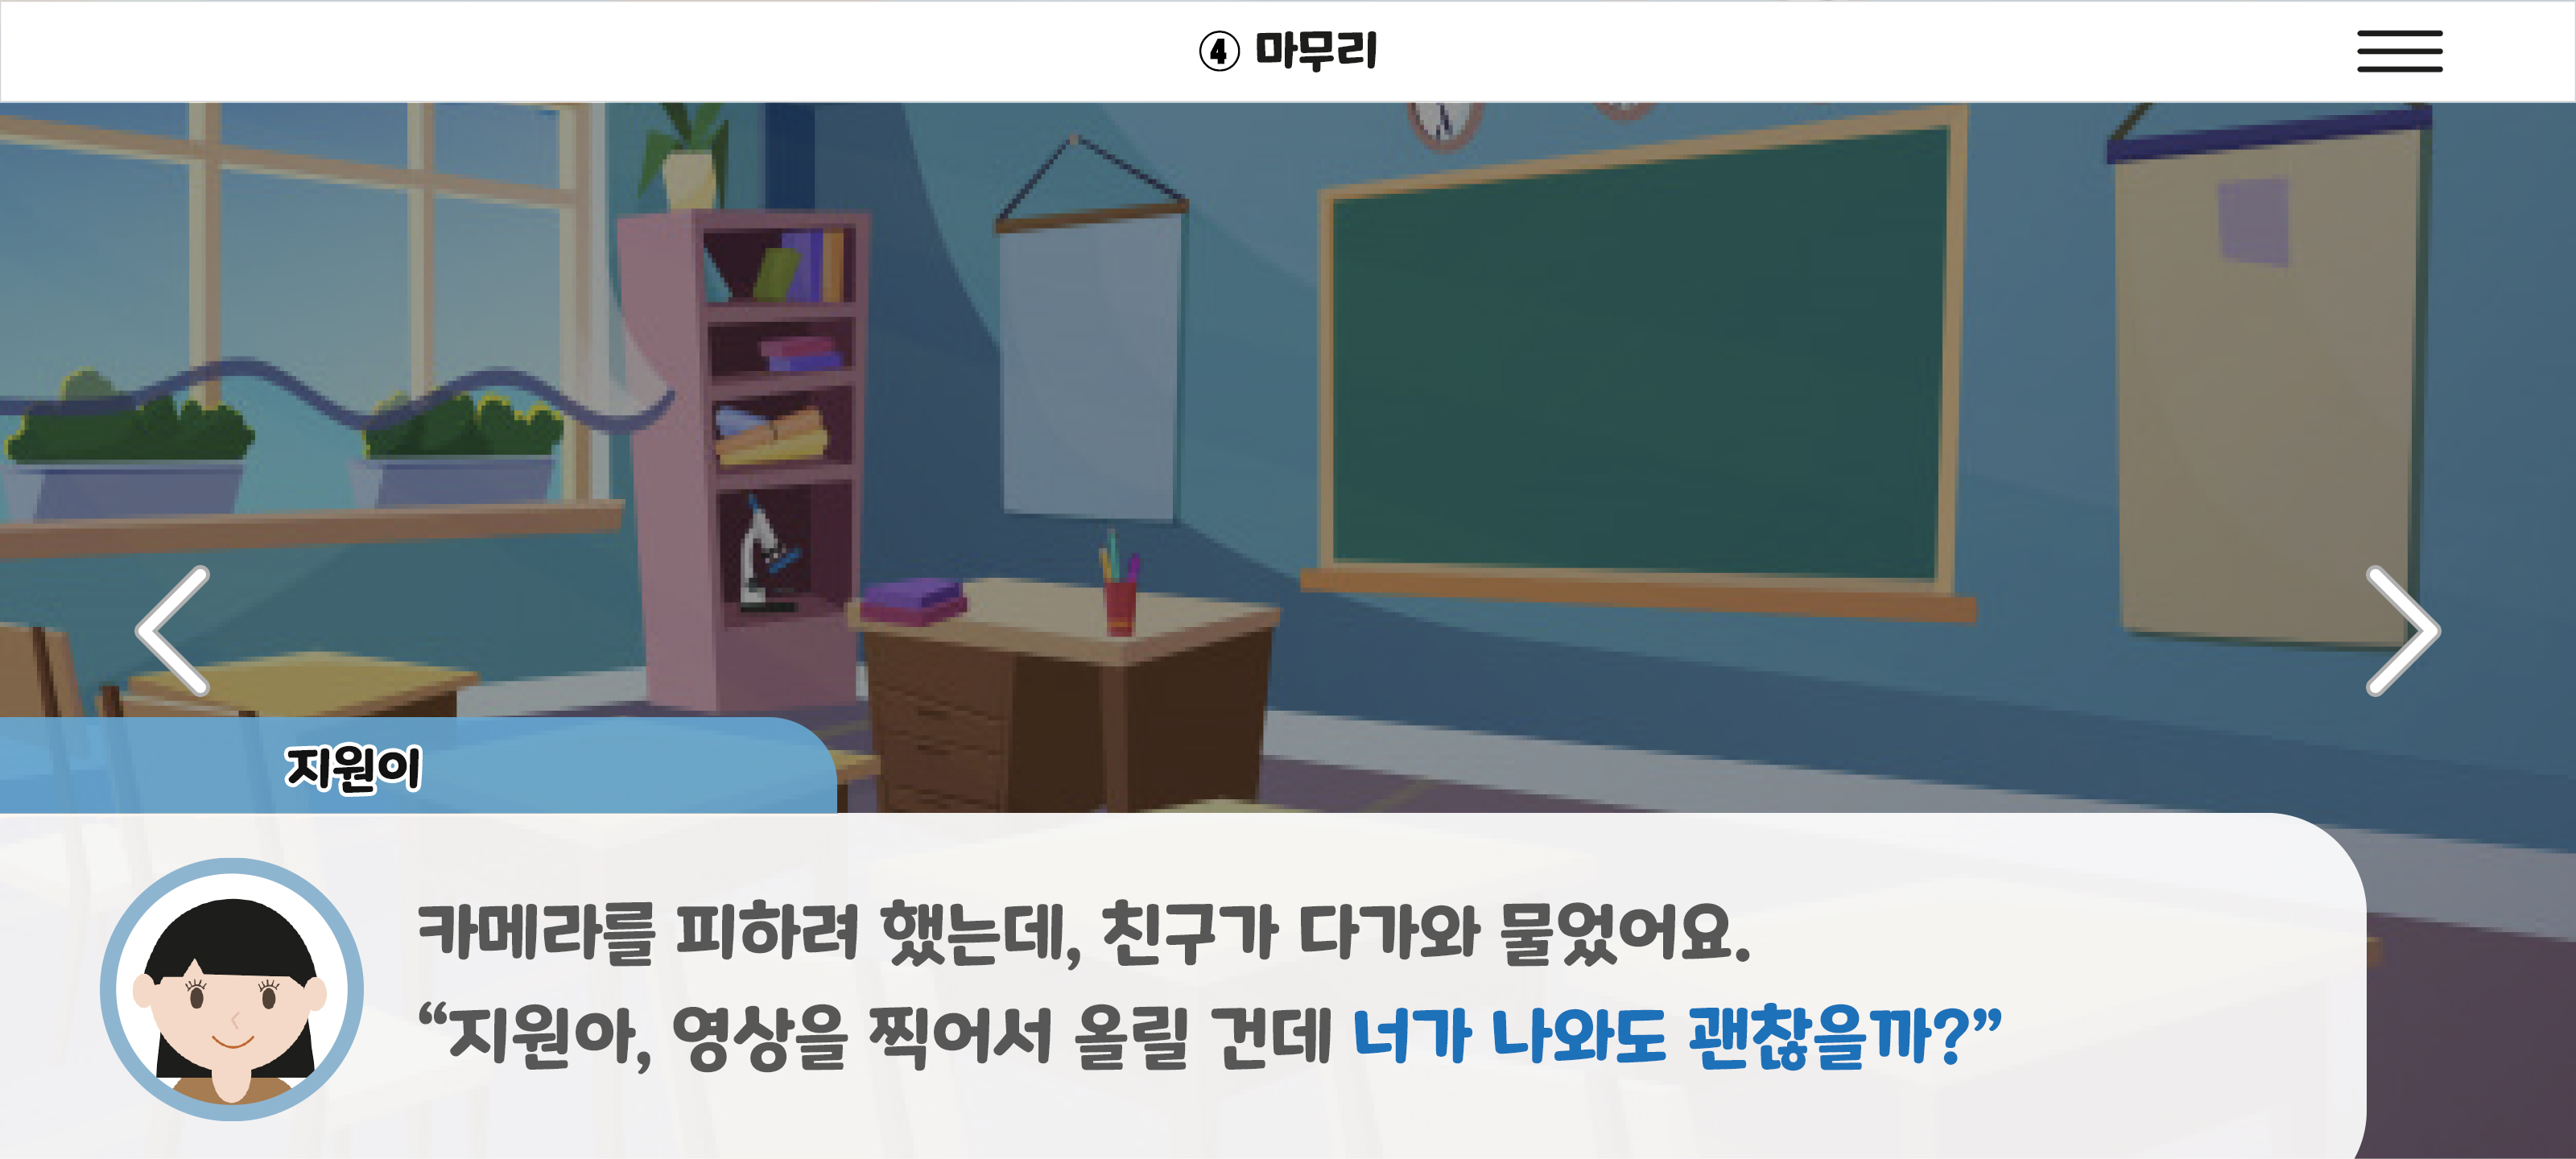 ④ 마무리
지원이
카메라를 피하려 했는데, 친구가 다가와 물었어요.
“지원아, 영상을 찍어서 올릴 건데 너가 나와도 괜찮을까?”